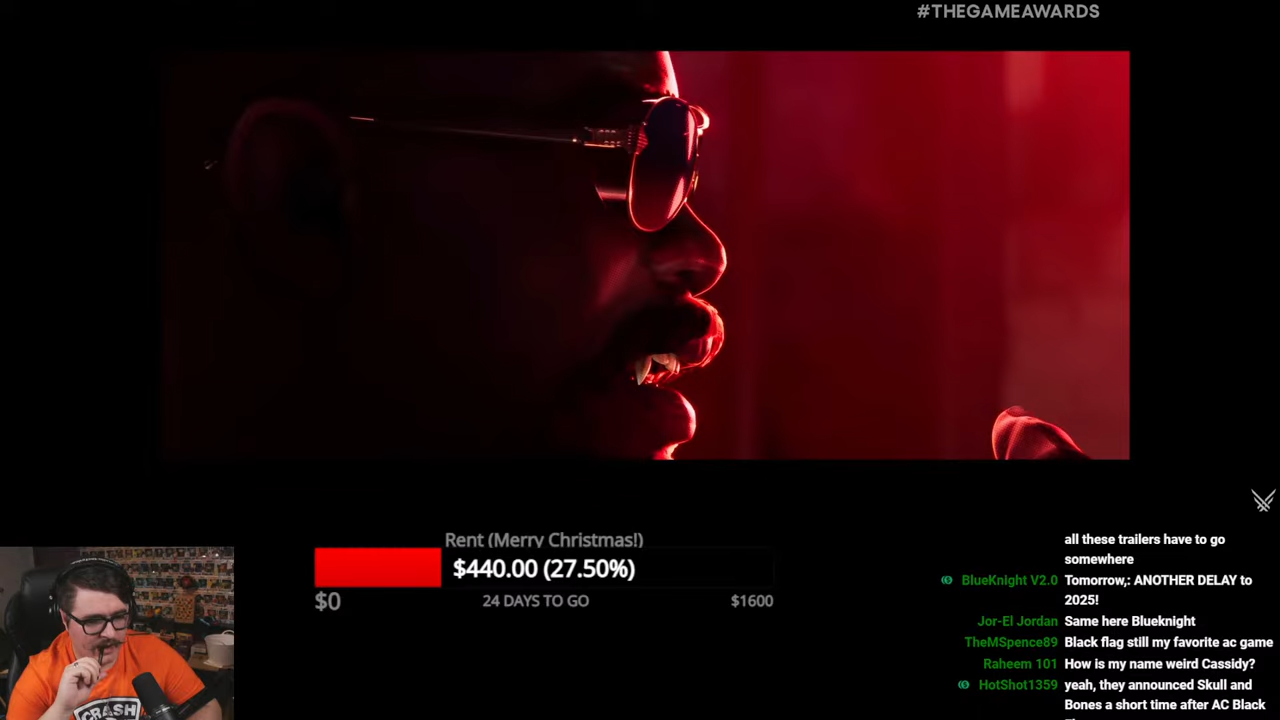 #THEGAMEAWARDS
Rent (Merry Christmas!)
$440.00 (27.50%)
$0
24 DAYS TO GO
$1600
all these trailers have to go
somewhere
BlueKnight V2.0 Tomorrow,: ANOTHER DELAY to
2025!
Jor-El Jordan Same here Blueknight
TheMSpence89 Black flag still my favorite ac game
Raheem 101 How is my name weird Cassidy?
HotShot1359 yeah, they announced Skull and
Bones a short time after AC Black
CRASH